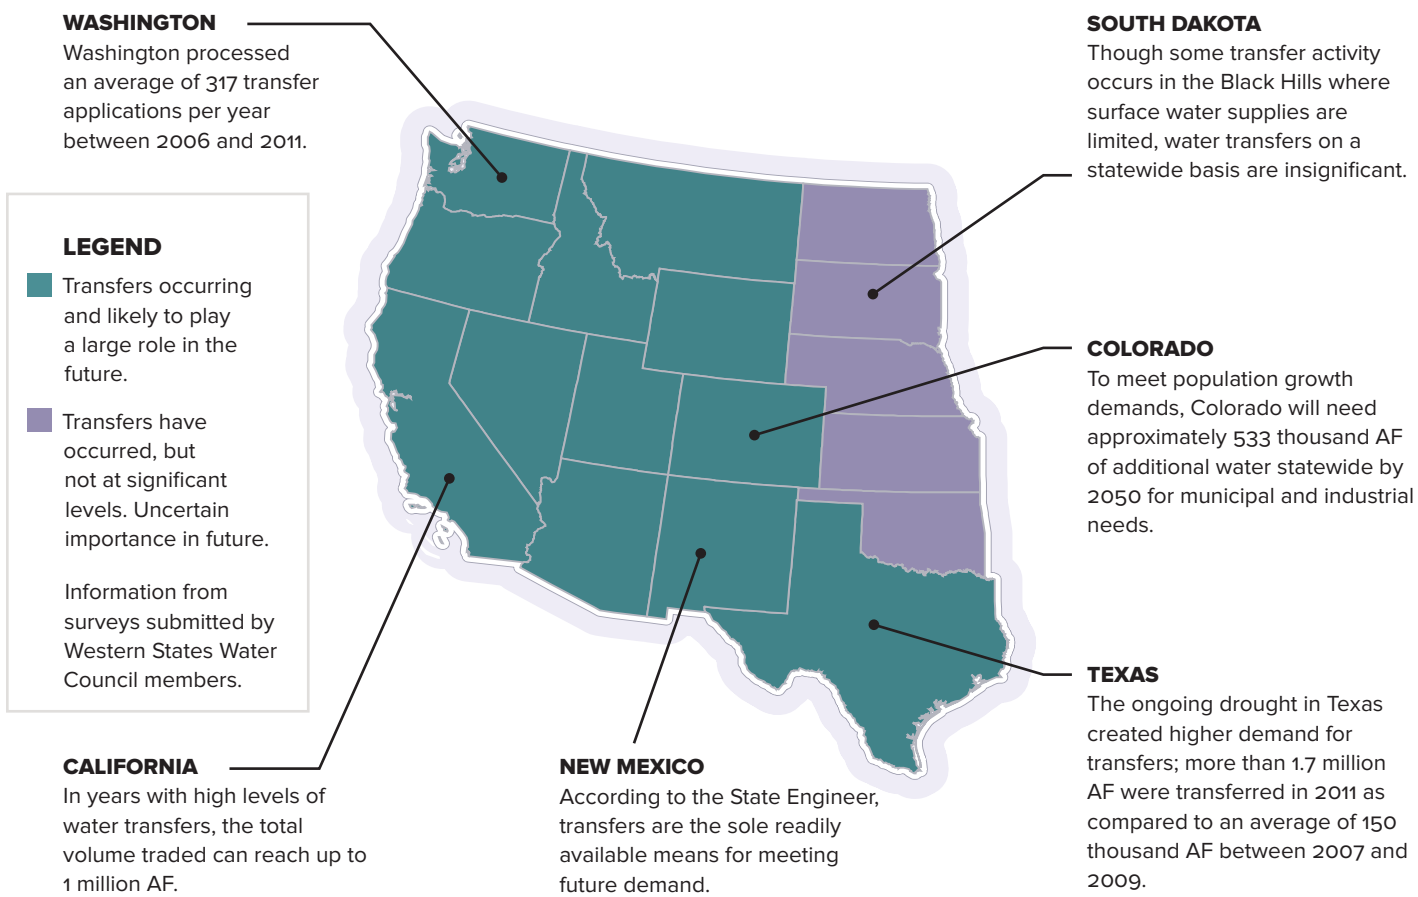 WASHINGTON
Washington processed
an average of 317 transfer
applications per year
between 2006 and 2011.
SOUTH DAKOTA
Though some transfer activity
occurs in the Black Hills where
surface water supplies are
limited, water transfers on a
statewide basis are insignificant.
LEGEND
Transfers occurring
and likely to play
a large role in the
future.
Transfers have
occurred, but
not at significant
levels. Uncertain
importance in future.
Information from
surveys submitted by
Western States Water
Council members.
COLORADO
To meet population growth
demands, Colorado will need
approximately 533 thousand AF
of additional water statewide by
2050 for municipal and industrial
needs.
CALIFORNIA
In years with high levels of
water transfers, the total
volume traded can reach up to
1 million AF.
NEW MEXICO
According to the State Engineer,
transfers are the sole readily
available means for meeting
future demand.
TEXAS
The ongoing drought in Texas
created higher demand for
transfers; more than 1.7 million
AF were transferred in 2011 as
compared to an average of 150
thousand AF between 2007 and
2009.